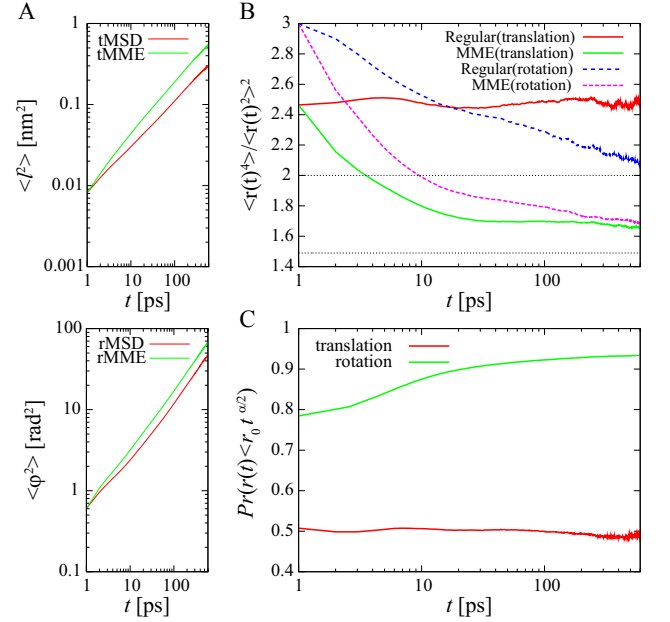 A
tMSD
tMME
<l²> [nm²]
1
0.1
0.01
0.001
1 10 100
t [ps]
rMSD
rMME
<φ²> [rad²]
100
10
1
0.1
1 10 100
t [ps]
B
Regular(translation)
MME(translation)
Regular(rotation)
MME(rotation)
<r(t)⁴>/<r(t)²>²
3
2.8
2.6
2.4
2.2
2
1.8
1.6
1.4
1 10 100
t [ps]
C
translation
rotation
Pr(r(t)<r₀ t^α/2)
1
0.9
0.8
0.7
0.6
0.5
0.4
1 10 100
t [ps]